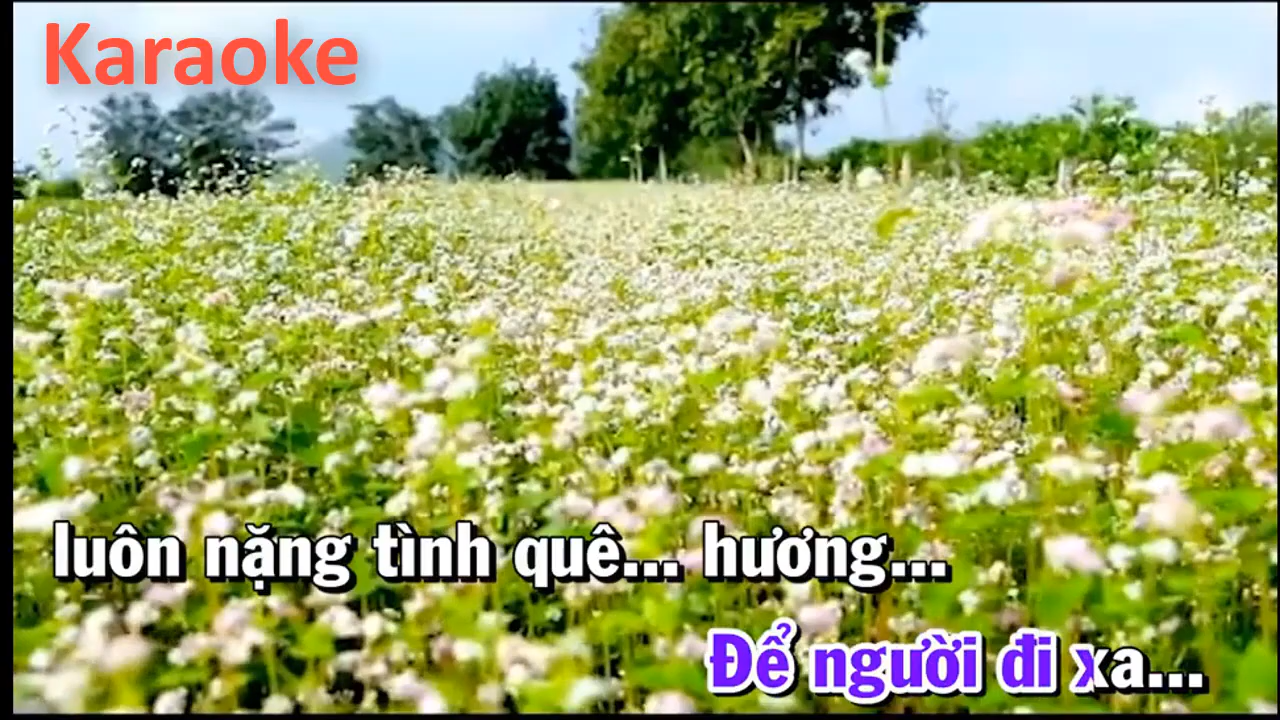 Karaoke
luôn nặng tình quê... hương...
Để người đi xa...